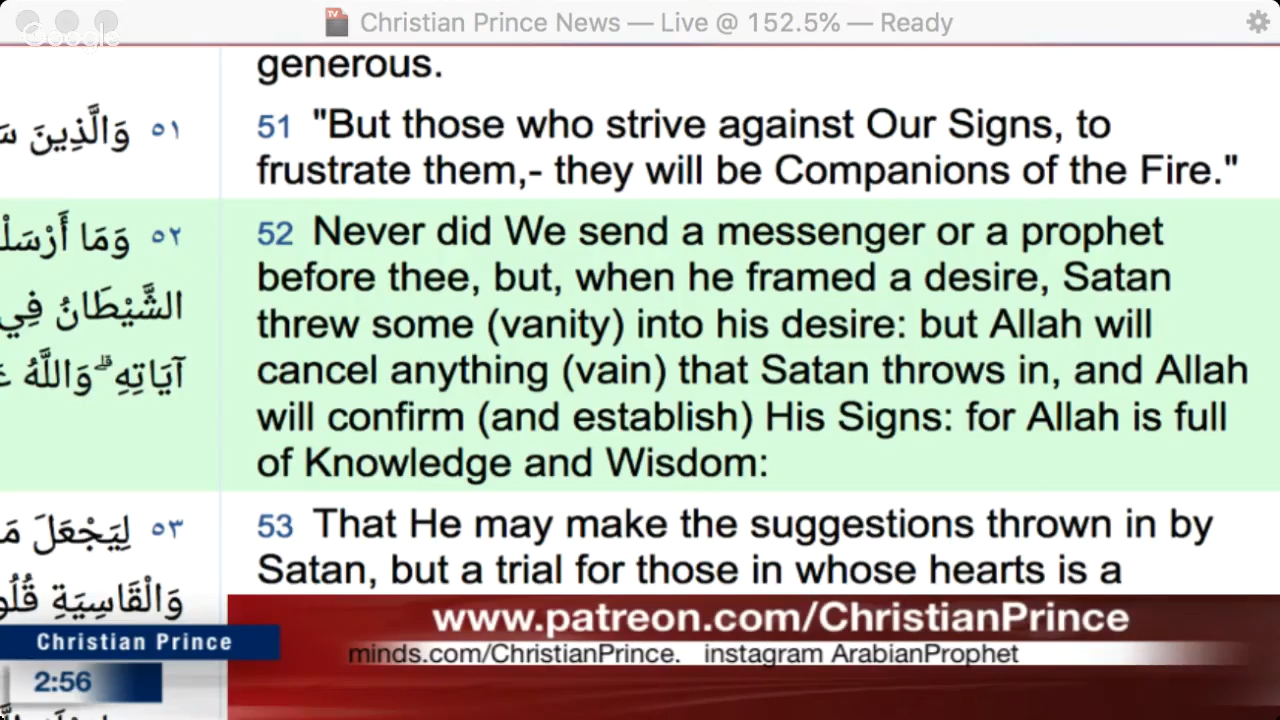 Christian Prince News — Live @ 152.5% — Ready
Google
generous.
٥١ وَالَّذِينَ
51 "But those who strive against Our Signs, to
frustrate them,- they will be Companions of the Fire."
٥٢ وَمَا
الشَّيْطَانُ فِي
آيَاتِهِ ۗ وَاللَّهُ
52 Never did We send a messenger or a prophet
before thee, but, when he framed a desire, Satan
threw some (vanity) into his desire: but Allah will
cancel anything (vain) that Satan throws in, and Allah
will confirm (and establish) His Signs: for Allah is full
of Knowledge and Wisdom:
٥٣ لِيَجْعَلَ
وَالْقَاسِيَةِ
53 That He may make the suggestions thrown in by
Satan, but a trial for those in whose hearts is a
www.patreon.com/ChristianPrince
Christian Prince
minds.com/ChristianPrince. instagram ArabianProphet
2:56